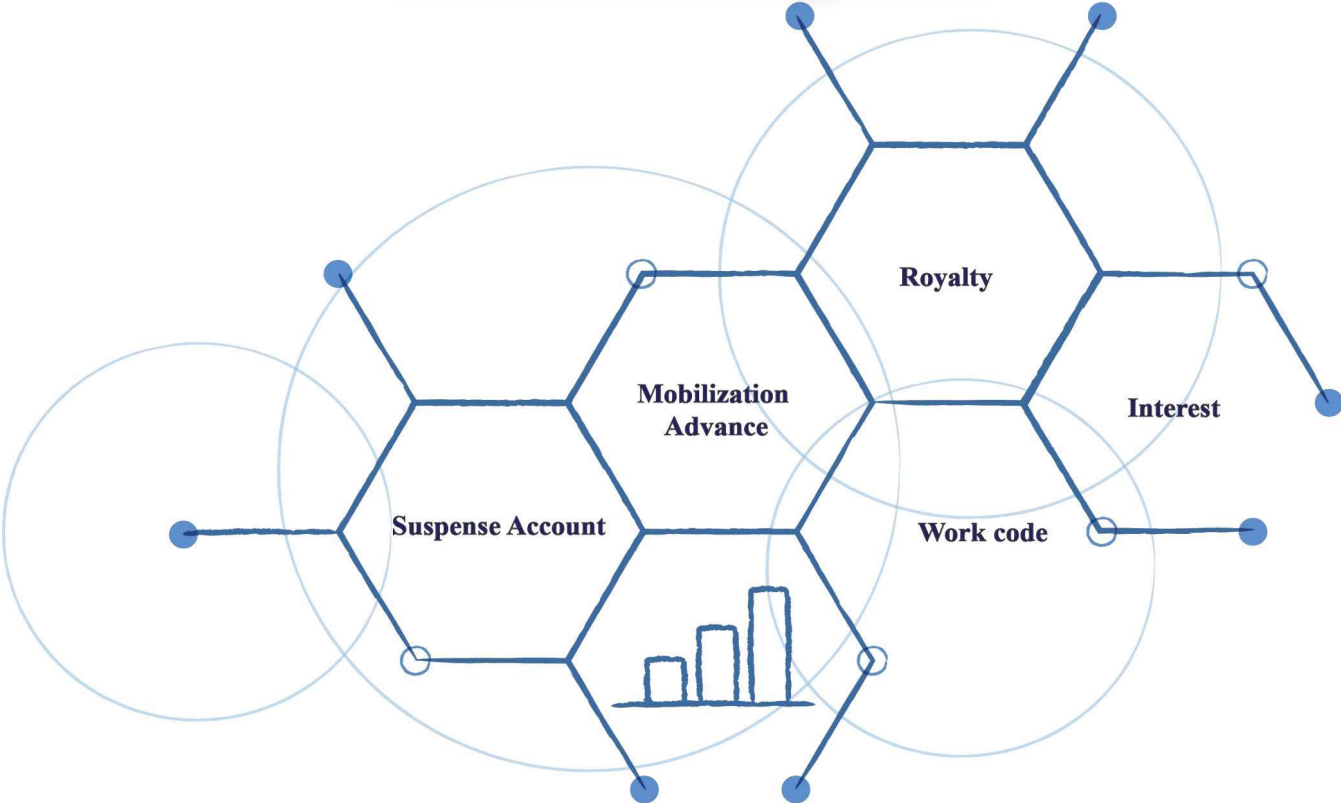 Royalty
Mobilization
Advance
Interest
Suspense Account
Work code